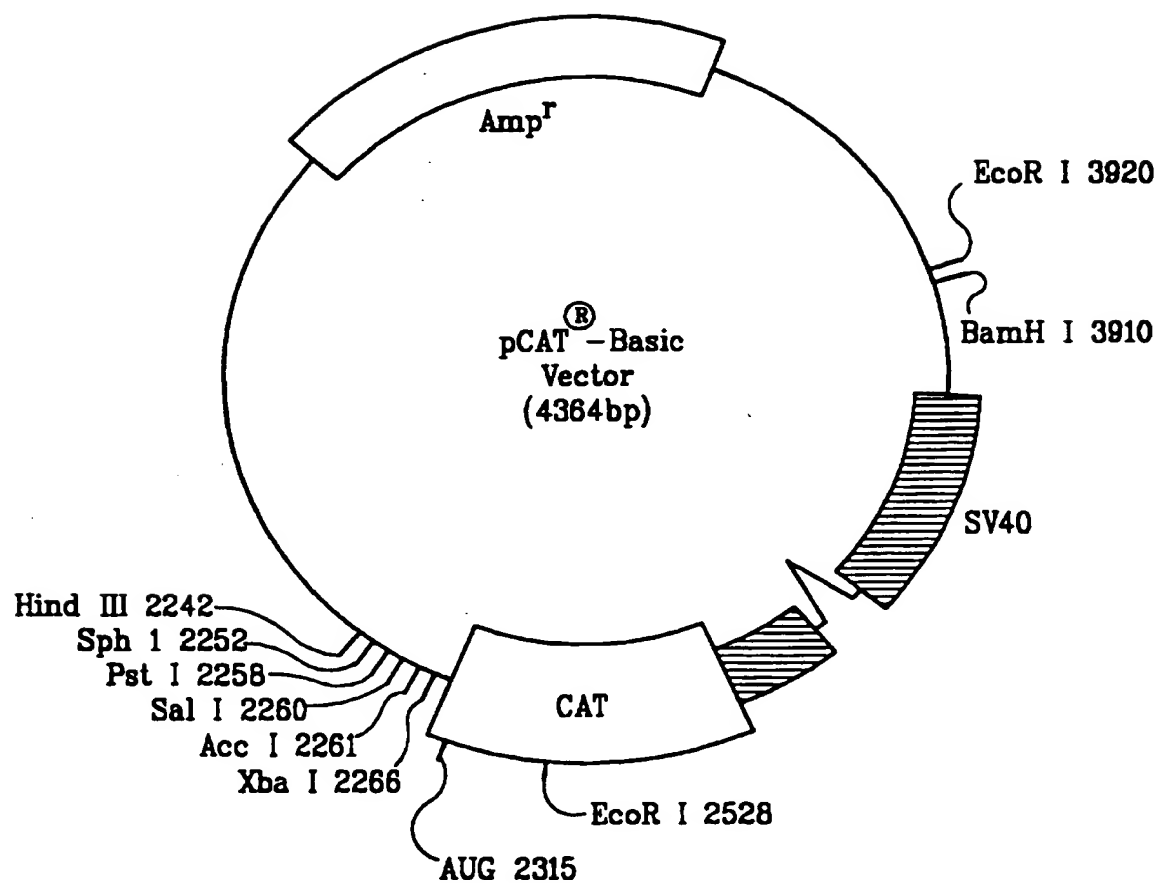 Amp^r
EcoR I 3920
BamH I 3910
pCAT®-Basic
Vector
(4364bp)
SV40
Hind III 2242
Sph 1 2252
Pst I 2258
Sal I 2260
Acc I 2261
Xba I 2266
CAT
EcoR I 2528
AUG 2315